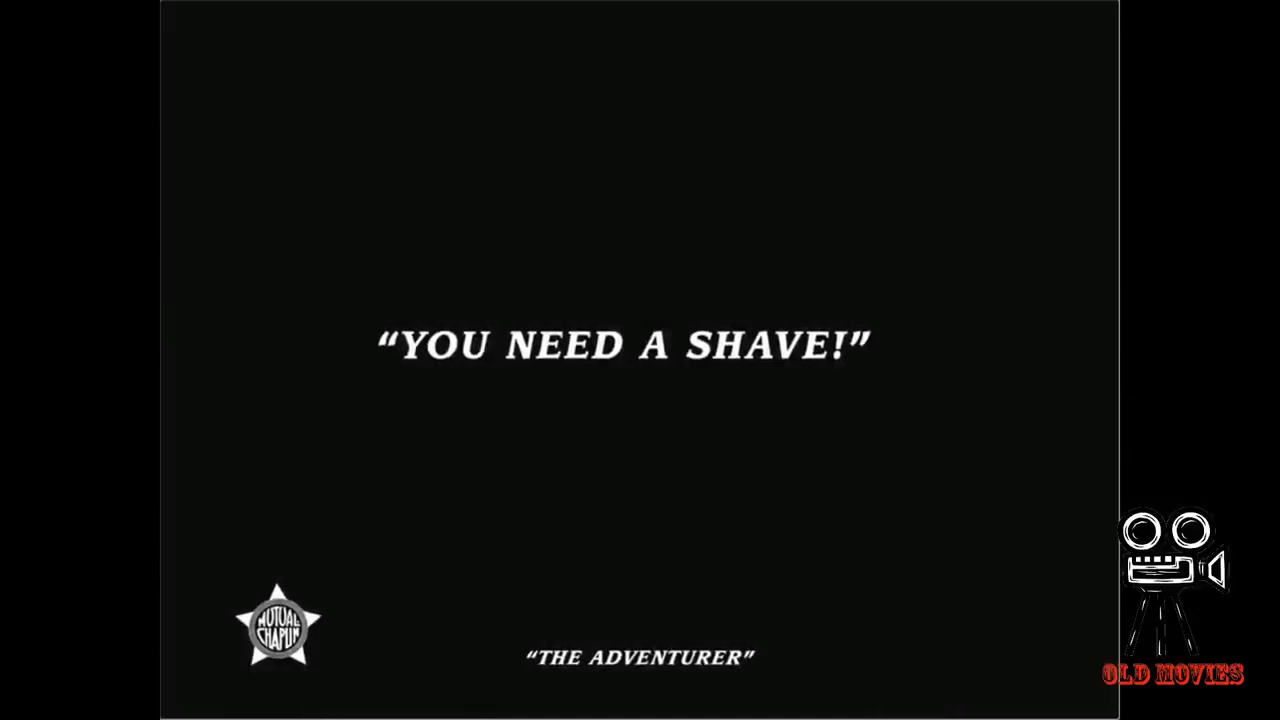 “YOU NEED A SHAVE!”
MUTUAL
CHAPLIN
“THE ADVENTURER”
OLD MOVIES